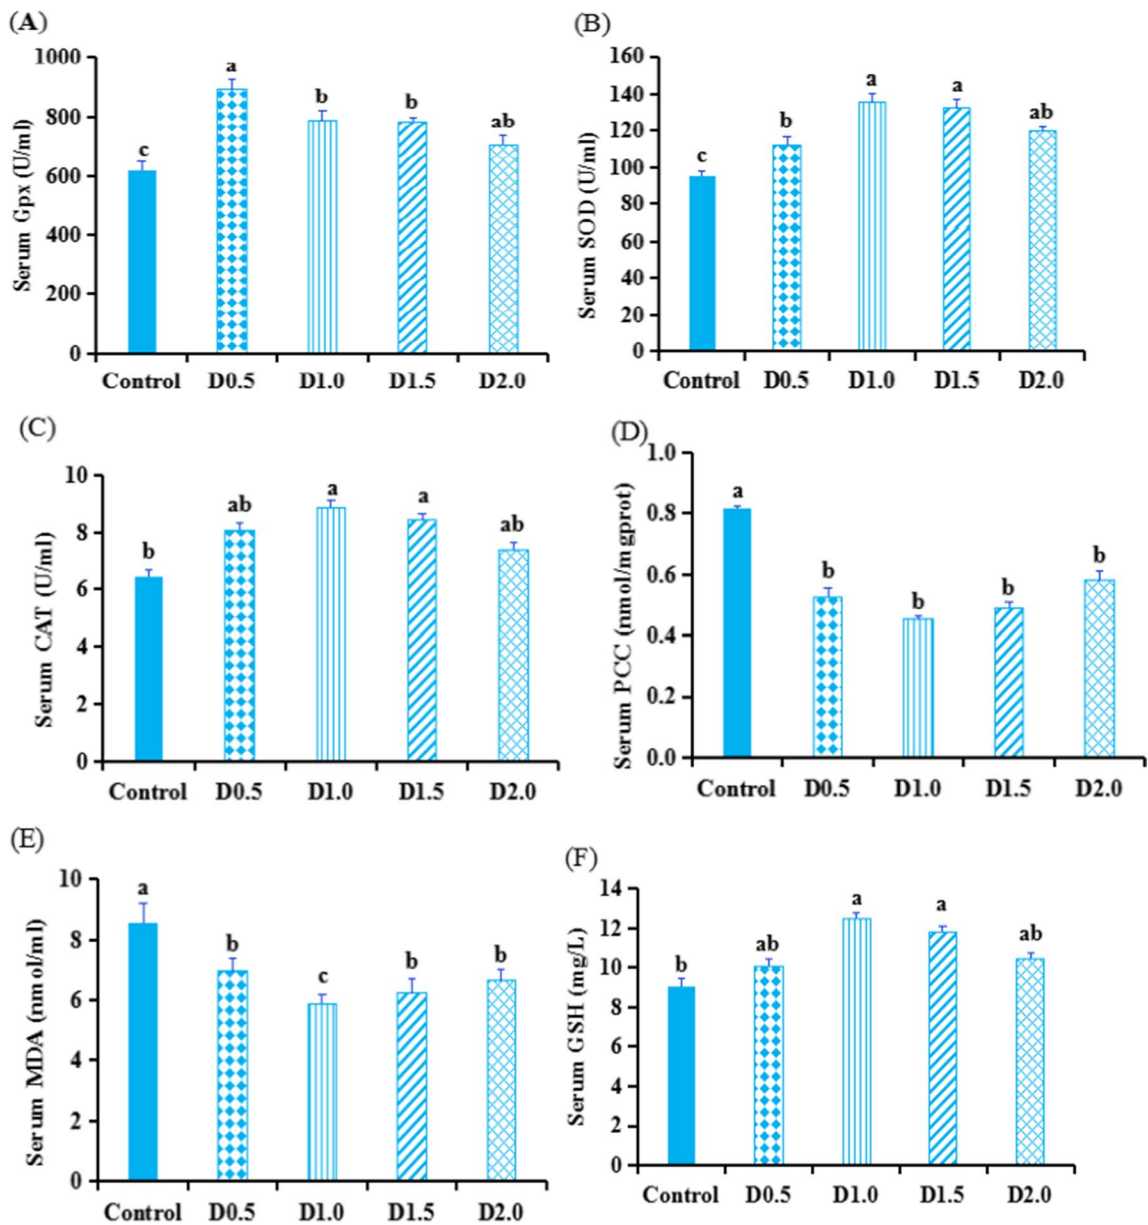 (A)
Serum Gpx (U/ml)
1000
800
600
400
200
0
c
a
b
b
ab
Control D0.5 D1.0 D1.5 D2.0
(B)
Serum SOD (U/ml)
160
140
120
100
80
60
40
20
0
c
b
a
a
ab
Control D0.5 D1.0 D1.5 D2.0
(C)
Serum CAT (U/ml)
10
8
6
4
2
0
b
ab
a
a
ab
Control D0.5 D1.0 D1.5 D2.0
(D)
Serum PCC (nmol/mgprot)
1.0
0.8
0.6
0.4
0.2
0.0
a
b
b
b
b
Control D0.5 D1.0 D1.5 D2.0
(E)
Serum MDA (nmol/ml)
10
8
6
4
2
0
a
b
c
b
b
Control D0.5 D1.0 D1.5 D2.0
(F)
Serum GSH (mg/L)
14
12
10
8
6
4
2
0
b
ab
a
a
ab
Control D0.5 D1.0 D1.5 D2.0